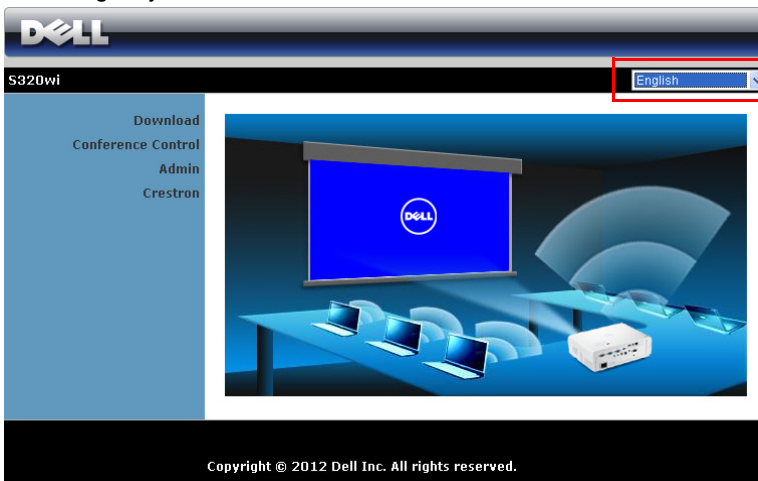 DELL
S320wi
English
Download
Conference Control
Admin
Crestron
DELL
Copyright © 2012 Dell Inc. All rights reserved.